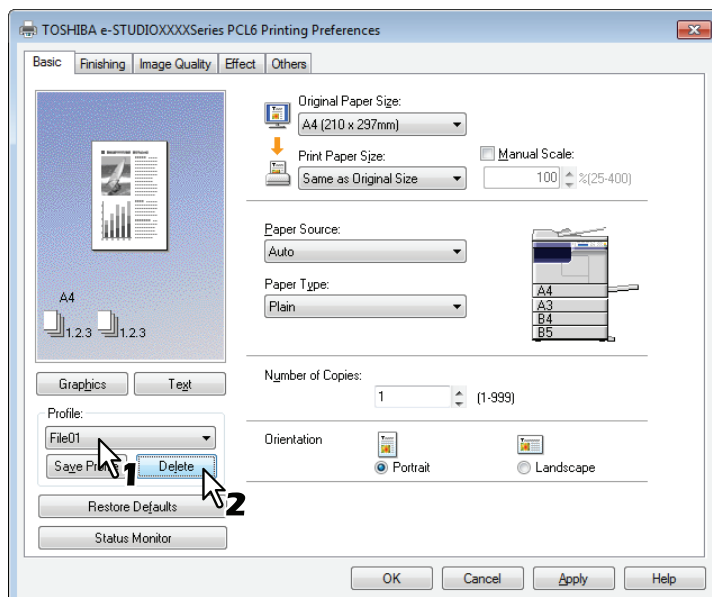 TOSHIBA e-STUDIOXXXXSeries PCL6 Printing Preferences
Basic Finishing Image Quality Effect Others
Original Paper Size:
A4 (210 x 297mm)
Print Paper Size:
Same as Original Size
Manual Scale:
100 %(25-400)
Paper Source:
Auto
Paper Type:
Plain
A4
A3
B4
B5
A4
1.2.3 1.2.3
Graphics Text
Number of Copies:
1 (1-999)
Profile:
File01
1
Save Profile Delete
2
Orientation
Portrait Landscape
Restore Defaults
Status Monitor
OK Cancel Apply Help